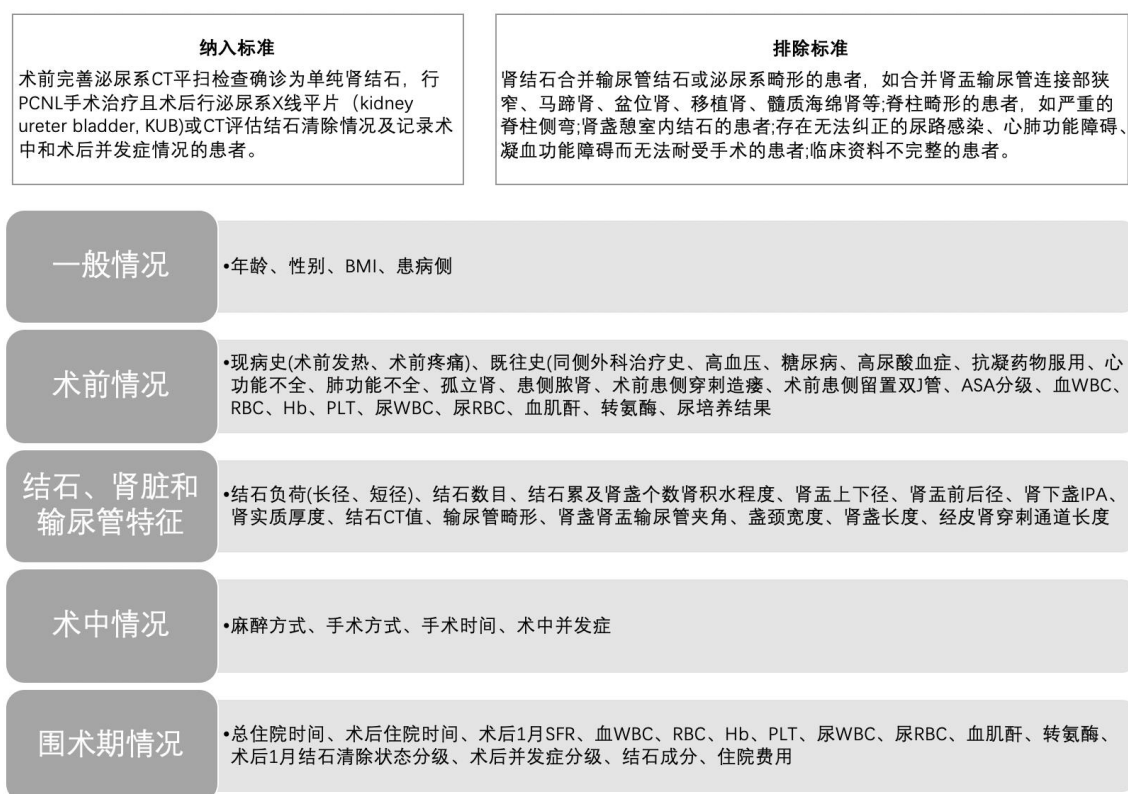 纳入标准
术前完善泌尿系CT平扫检查确诊为单纯肾结石，行
PCNL手术治疗且术后行泌尿系X线平片（kidney
ureter bladder, KUB)或CT评估结石清除情况及记录术
中和术后并发症情况的患者。
排除标准
肾结石合并输尿管结石或泌尿系畸形的患者，如合并肾盂输尿管连接部狭
窄、马蹄肾、盆位肾、移植肾、髓质海绵肾等;脊柱畸形的患者，如严重的
脊柱侧弯;肾盏憩室内结石的患者;存在无法纠正的尿路感染、心肺功能障碍、
凝血功能障碍而无法耐受手术的患者;临床资料不完整的患者。
一般情况
•年龄、性别、BMI、患病侧
术前情况
•现病史(术前发热、术前疼痛)、既往史(同侧外科治疗史、高血压、糖尿病、高尿酸血症、抗凝药物服用、心
功能不全、肺功能不全、孤立肾、患侧脓肾、术前患侧穿刺造瘘、术前患侧留置双J管、ASA分级、血WBC、
RBC、Hb、PLT、尿WBC、尿RBC、血肌酐、转氨酶、尿培养结果
结石、肾脏和
输尿管特征
•结石负荷(长径、短径)、结石数目、结石累及肾盏个数肾积水程度、肾盂上下径、肾盂前后径、肾下盏IPA、
肾实质厚度、结石CT值、输尿管畸形、肾盏肾盂输尿管夹角、盏颈宽度、肾盏长度、经皮肾穿刺通道长度
术中情况
•麻醉方式、手术方式、手术时间、术中并发症
围术期情况
•总住院时间、术后住院时间、术后1月SFR、血WBC、RBC、Hb、PLT、尿WBC、尿RBC、血肌酐、转氨酶、
术后1月结石清除状态分级、术后并发症分级、结石成分、住院费用